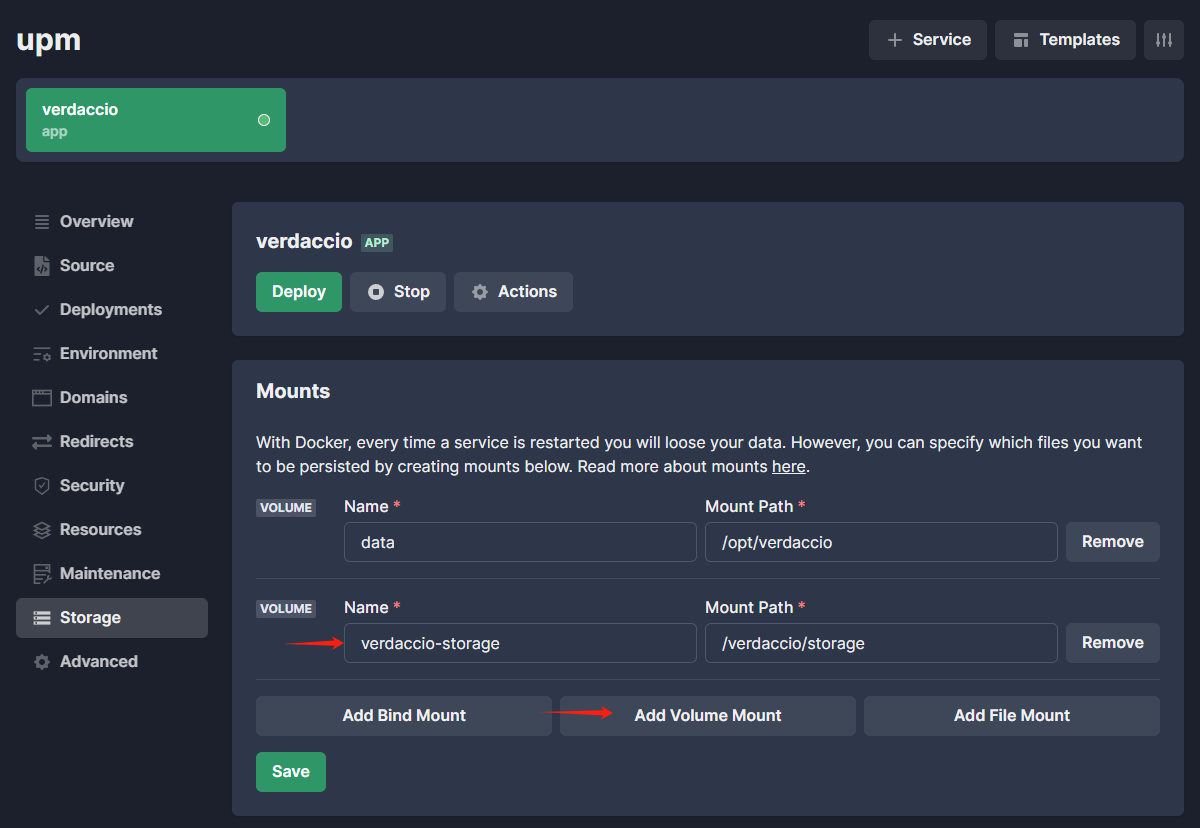 upm
Service
Templates
verdaccio
app
Overview
Source
Deployments
Environment
Domains
Redirects
Security
Resources
Maintenance
Storage
Advanced
verdaccio APP
Deploy
Stop
Actions
Mounts
With Docker, every time a service is restarted you will loose your data. However, you can specify which files you want
to be persisted by creating mounts below. Read more about mounts here.
VOLUME
Name *
Mount Path *
data
/opt/verdaccio
Remove
VOLUME
Name *
Mount Path *
verdaccio-storage
/verdaccio/storage
Remove
Add Bind Mount
Add Volume Mount
Add File Mount
Save